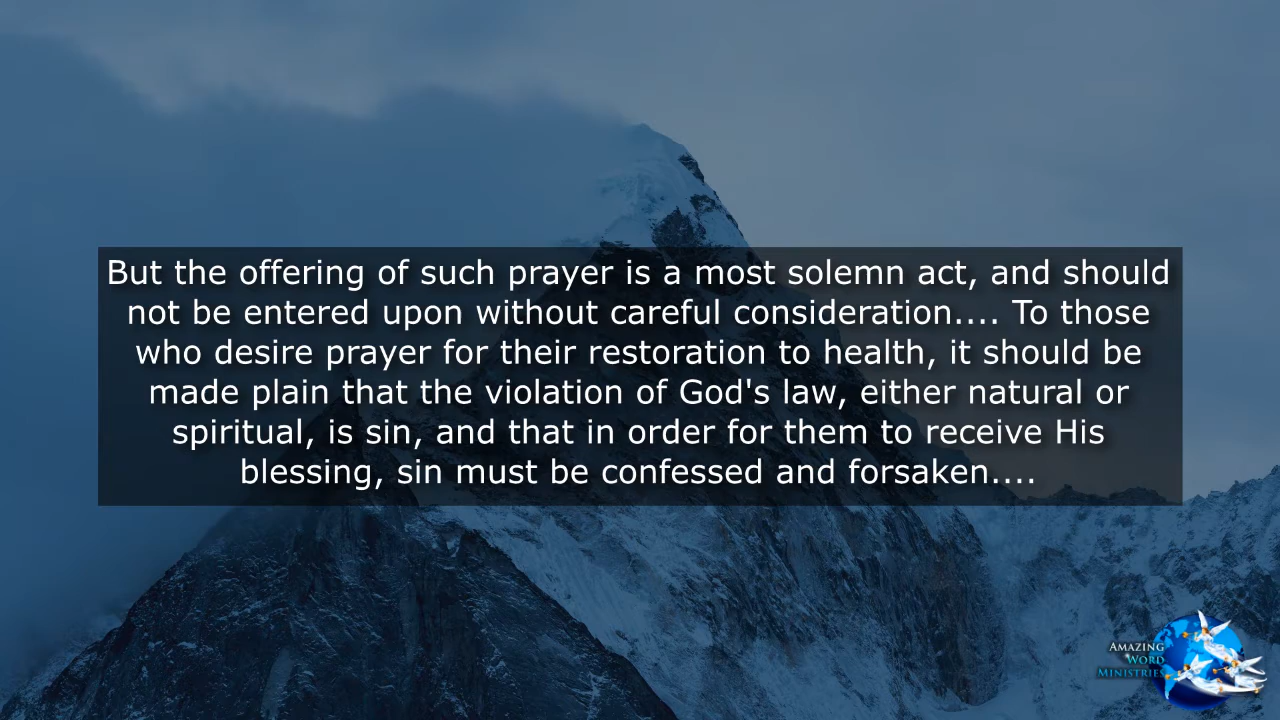 But the offering of such prayer is a most solemn act, and should
not be entered upon without careful consideration.... To those
who desire prayer for their restoration to health, it should be
made plain that the violation of God's law, either natural or
spiritual, is sin, and that in order for them to receive His
blessing, sin must be confessed and forsaken....
AMAZING
WORD
MINISTRIES